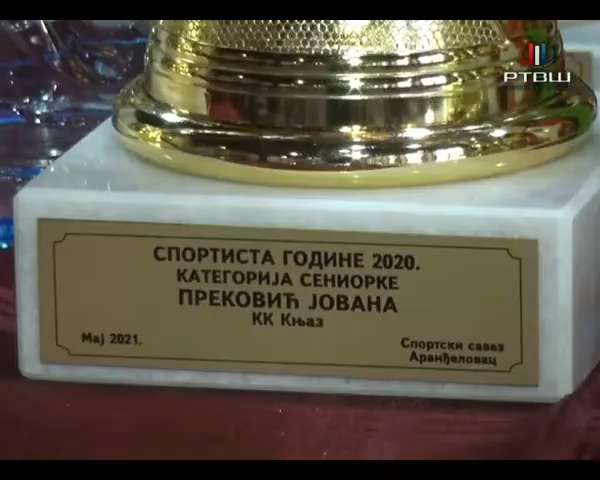 РТВШ
СПОРТИСТА ГОДИНЕ 2020.
КАТЕГОРИЈА СЕНИОРКЕ
ПРЕКОВИЋ ЈОВАНА
КК Књаз
Мај 2021.
Спортски савез
Аранђеловац